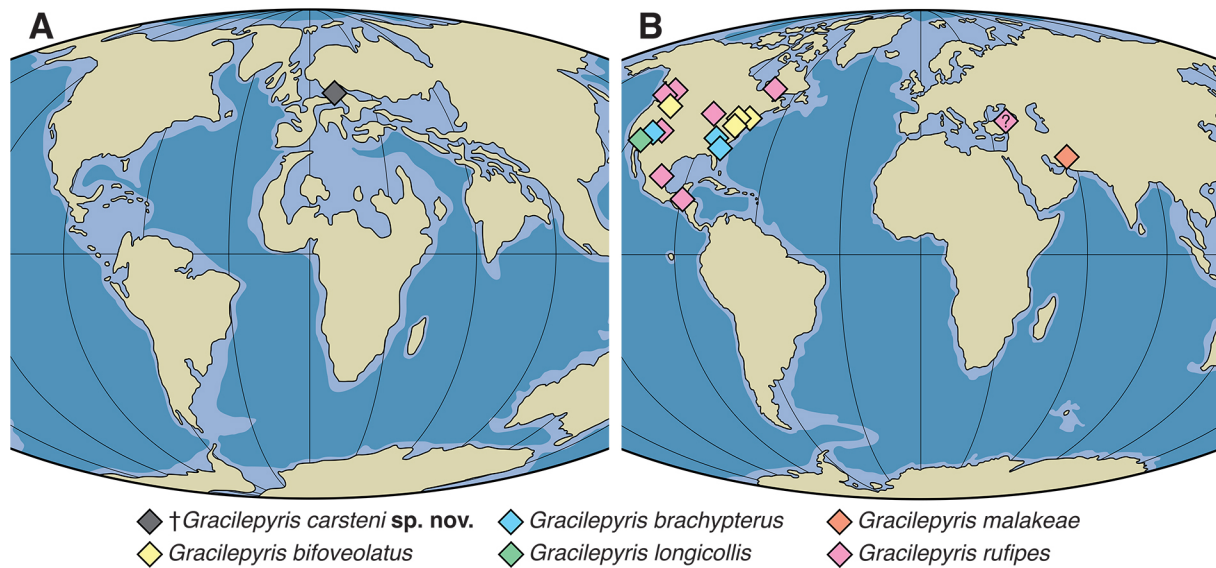 A B
?
†Gracilepyris carsteni sp. nov. Gracilepyris brachypterus Gracilepyris malakeae
Gracilepyris bifoveolatus Gracilepyris longicollis Gracilepyris rufipes